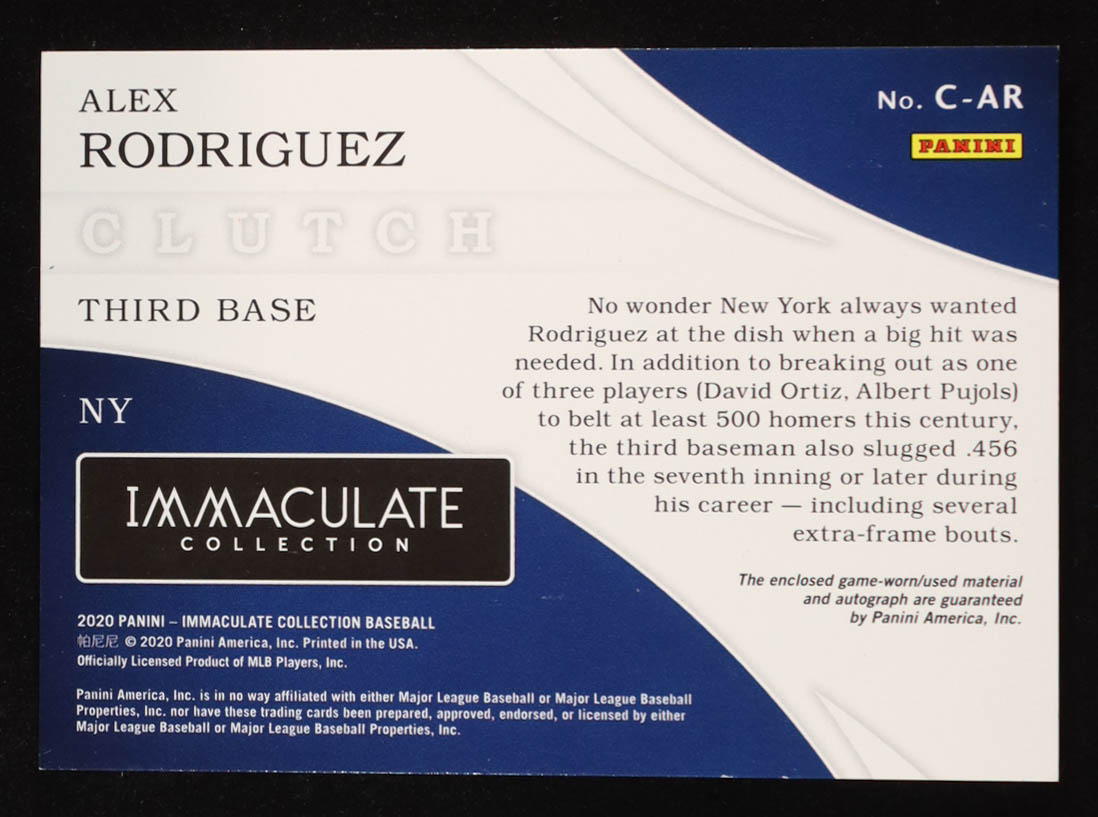 ALEX
RODRIGUEZ
CLUTCH
THIRD BASE
NY
IMMACULATE
COLLECTION
2020 PANINI – IMMACULATE COLLECTION BASEBALL
帕尼尼 © 2020 Panini America, Inc. Printed in the USA.
Officially Licensed Product of MLB Players, Inc.
Panini America, Inc. is in no way affiliated with either Major League Baseball or Major League Baseball
Properties, Inc. nor have these trading cards been prepared, approved, endorsed, or licensed by either
Major League Baseball or Major League Baseball Properties, Inc.
No. C-AR
PANINI
No wonder New York always wanted
Rodriguez at the dish when a big hit was
needed. In addition to breaking out as one
of three players (David Ortiz, Albert Pujols)
to belt at least 500 homers this century,
the third baseman also slugged .456
in the seventh inning or later during
his career — including several
extra-frame bouts.
The enclosed game-worn/used material
and autograph are guaranteed
by Panini America, Inc.